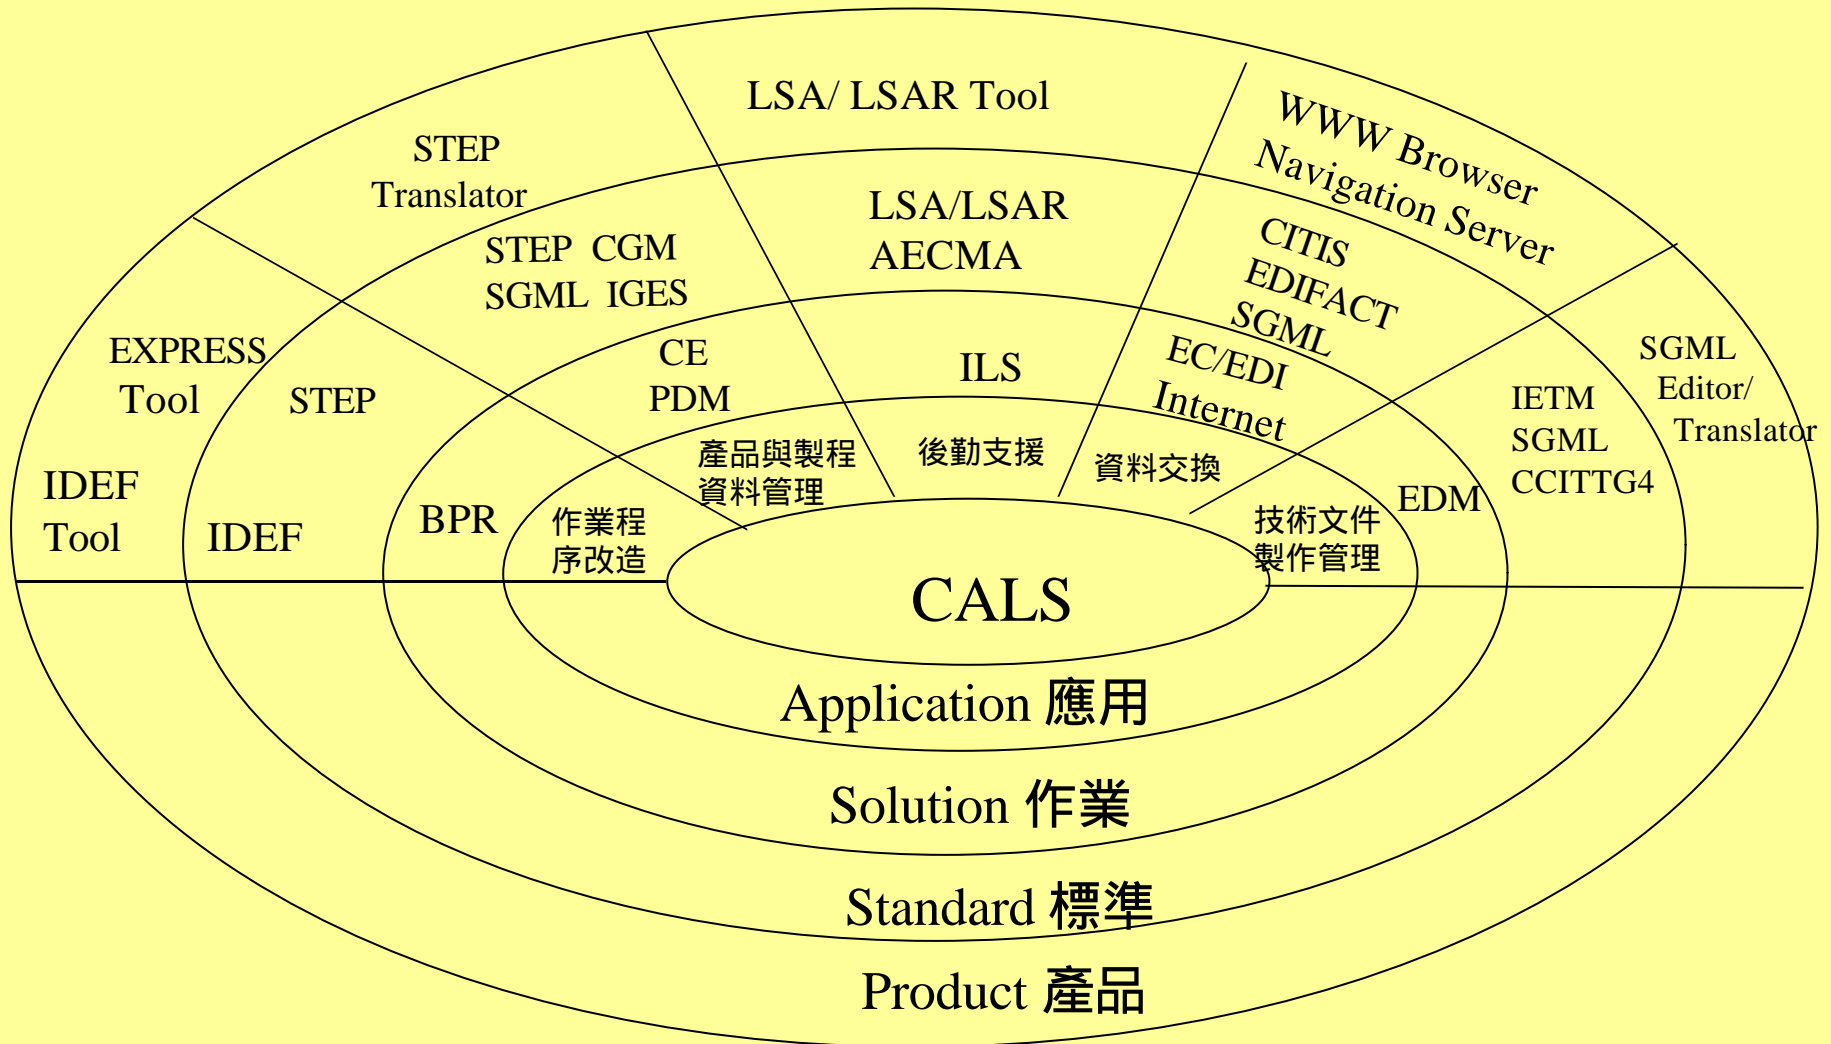 LSA/ LSAR Tool
WWW Browser
Navigation Server
STEP
Translator
LSA/LSAR
AECMA
CITIS
EDIFACT
SGML
STEP CGM
SGML IGES
EXPRESS
Tool
STEP
CE
PDM
ILS
EC/EDI
Internet
SGML
Editor/
Translator
IETM
SGML
CCITTG4
產品與製程
資料管理
後勤支援
資料交換
IDEF
Tool
IDEF
BPR
作業程
序改造
技術文件
製作管理
EDM
CALS
Application 應用
Solution 作業
Standard 標準
Product 產品